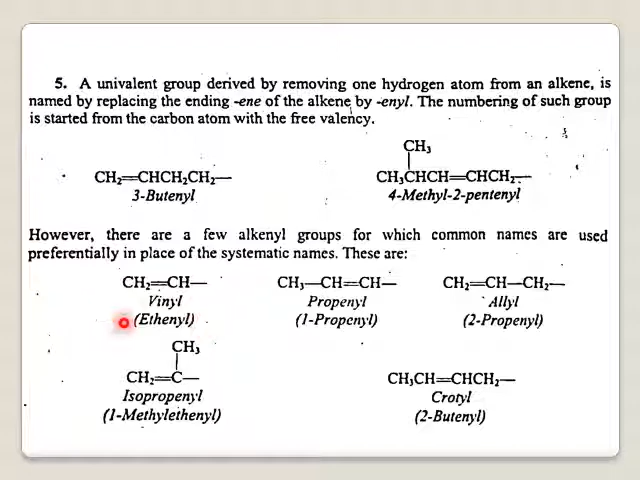 5. A univalent group derived by removing one hydrogen atom from an alkene, is
named by replacing the ending -ene of the alkene by -enyl. The numbering of such group
is started from the carbon atom with the free valency.
CH₃
CH₂=CHCH₂CH₂— CH₃CHCH=CHCH₂—
3-Butenyl 4-Methyl-2-pentenyl
However, there are a few alkenyl groups for which common names are used
preferentially in place of the systematic names. These are:
CH₂=CH— CH₃—CH=CH— CH₂=CH—CH₂—
Vinyl Propenyl Allyl
(Ethenyl) (1-Propenyl) (2-Propenyl)
CH₃
CH₂=C— CH₃CH=CHCH₂—
Isopropenyl Crotyl
(1-Methylethenyl) (2-Butenyl)